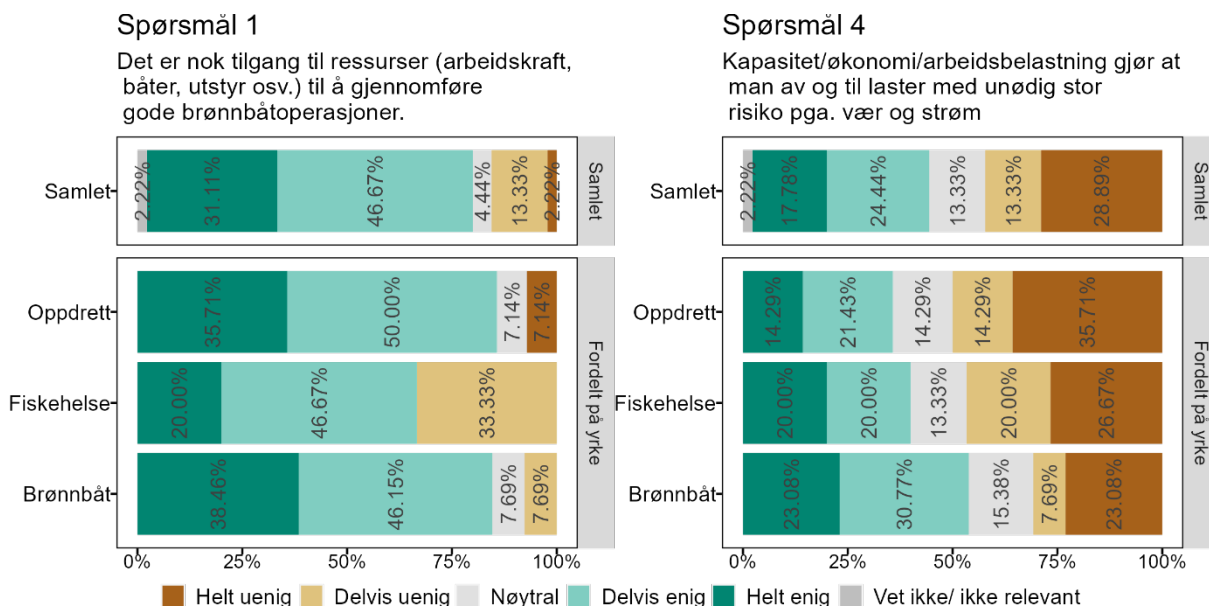 Spørsmål 1
Det er nok tilgang til ressurser (arbeidskraft,
båter, utstyr osv.) til å gjennomføre
gode brønnbåtoperasjoner.
Samlet
2.22%
31.11%
46.67%
4.44%
13.33%
2.22%
Samlet
Oppdrett
35.71%
50.00%
7.14%
7.14%
Fiskehelse
20.00%
46.67%
33.33%
Brønnbåt
38.46%
46.15%
7.69%
7.69%
Fordelt på yrke
0%
25%
50%
75%
100%
Spørsmål 4
Kapasitet/økonomi/arbeidsbelastning gjør at
man av og til laster med unødig stor
risiko pga. vær og strøm
Samlet
2.22%
17.78%
24.44%
13.33%
13.33%
28.89%
Samlet
Oppdrett
14.29%
21.43%
14.29%
14.29%
35.71%
Fiskehelse
20.00%
20.00%
13.33%
20.00%
26.67%
Brønnbåt
23.08%
30.77%
15.38%
7.69%
23.08%
Fordelt på yrke
0%
25%
50%
75%
100%
Helt uenig
Delvis uenig
Nøytral
Delvis enig
Helt enig
Vet ikke/ ikke relevant